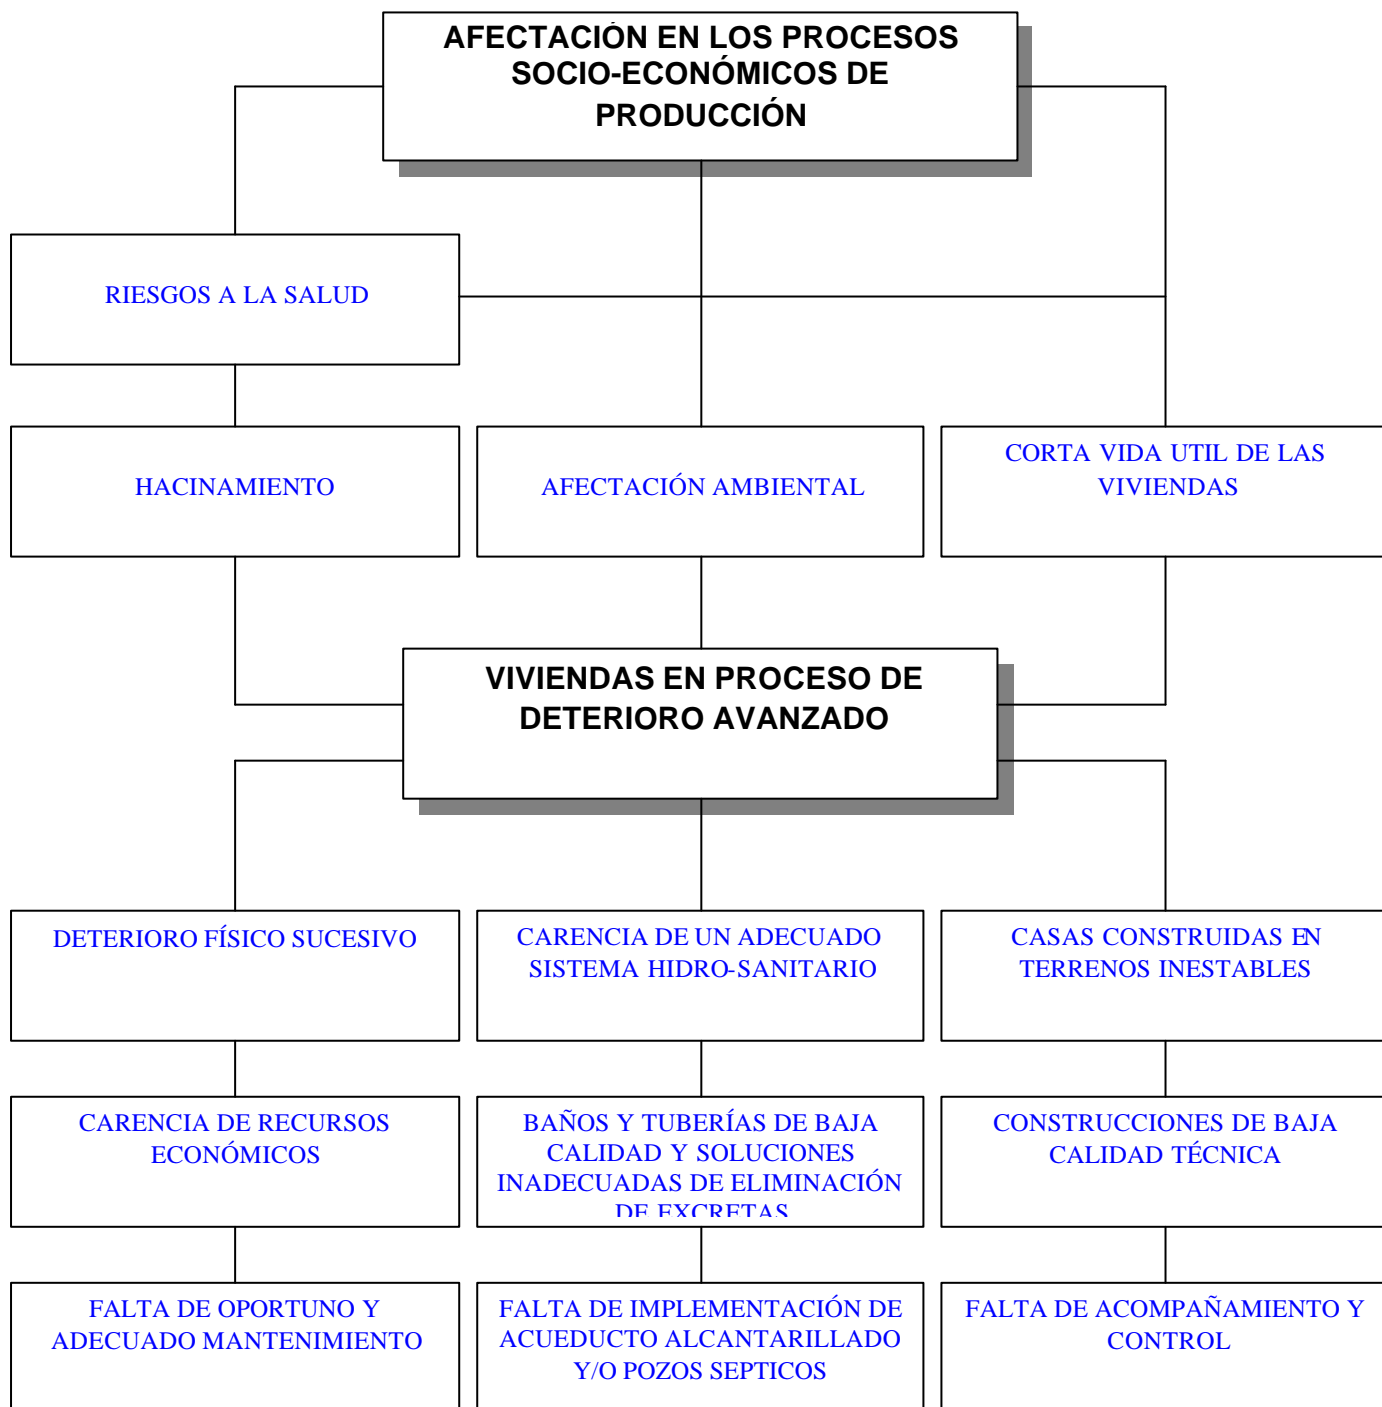 AFECTACIÓN EN LOS PROCESOS
SOCIO-ECONÓMICOS DE
PRODUCCIÓN
RIESGOS A LA SALUD
HACINAMIENTO
AFECTACIÓN AMBIENTAL
CORTA VIDA UTIL DE LAS
VIVIENDAS
VIVIENDAS EN PROCESO DE
DETERIORO AVANZADO
DETERIORO FÍSICO SUCESIVO
CARENCIA DE UN ADECUADO
SISTEMA HIDRO-SANITARIO
CASAS CONSTRUIDAS EN
TERRENOS INESTABLES
CARENCIA DE RECURSOS
ECONÓMICOS
BAÑOS Y TUBERÍAS DE BAJA
CALIDAD Y SOLUCIONES
INADECUADAS DE ELIMINACIÓN
DE EXCRETAS
CONSTRUCCIONES DE BAJA
CALIDAD TÉCNICA
FALTA DE OPORTUNO Y
ADECUADO MANTENIMIENTO
FALTA DE IMPLEMENTACIÓN DE
ACUEDUCTO ALCANTARILLADO
Y/O POZOS SEPTICOS
FALTA DE ACOMPAÑAMIENTO Y
CONTROL